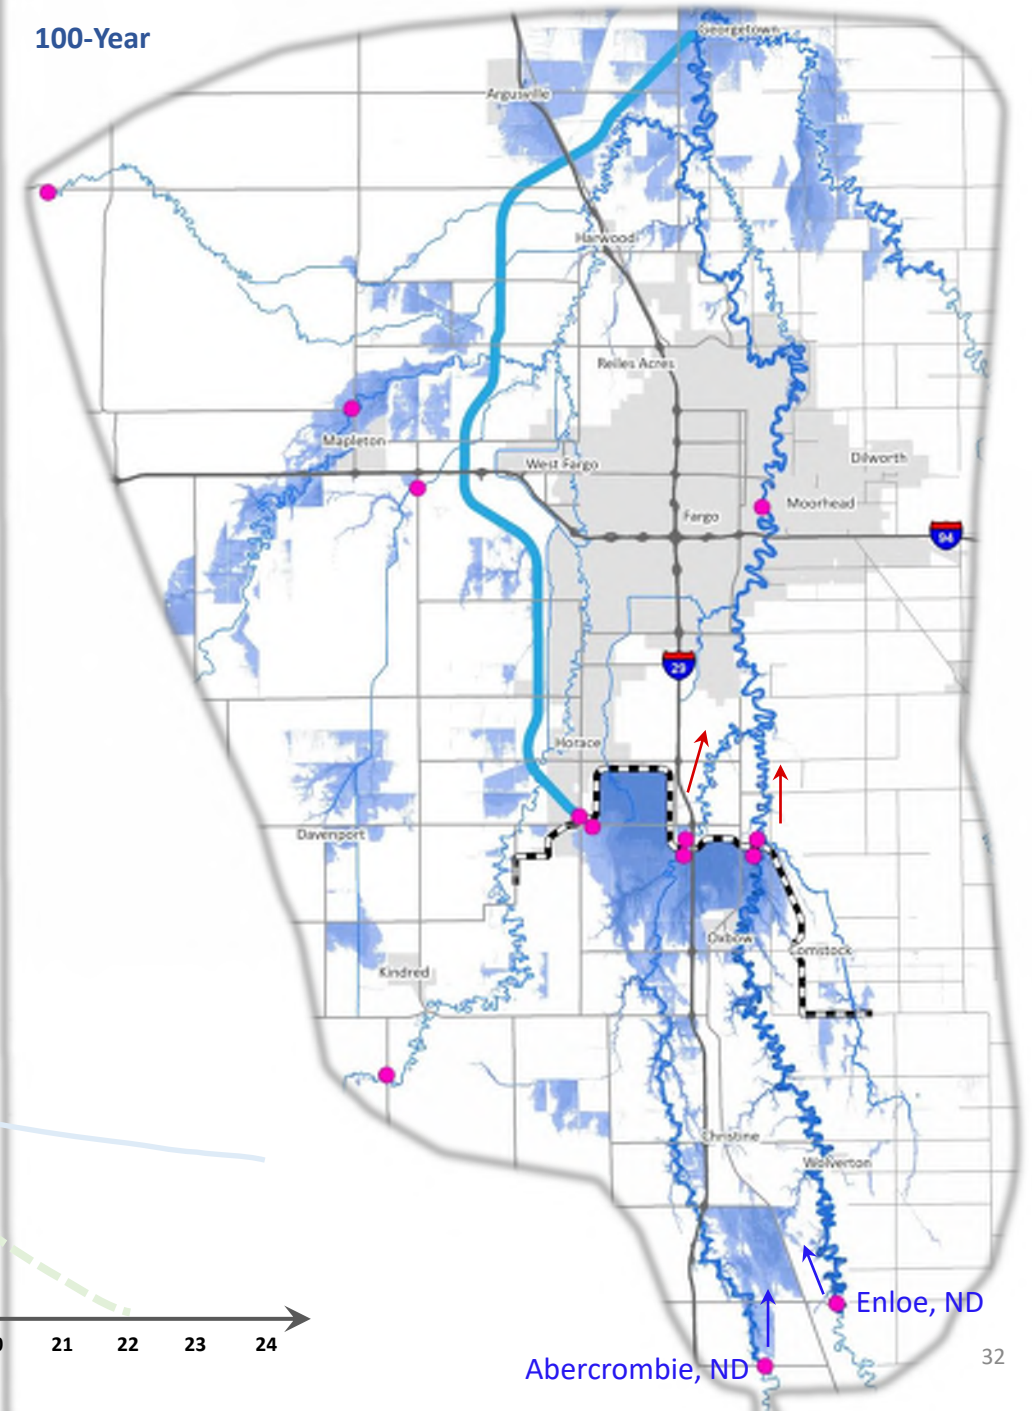 100-Year
Georgetown
Argusville
Harwood
Reiles Acres
Mapleton
West Fargo
Dilworth
Moorhead
Fargo
94
29
Horace
Davenport
Oxbow
Comstock
Kindred
Christine
Wolverton
Enloe, ND
Abercrombie, ND
21 22 23 24
32